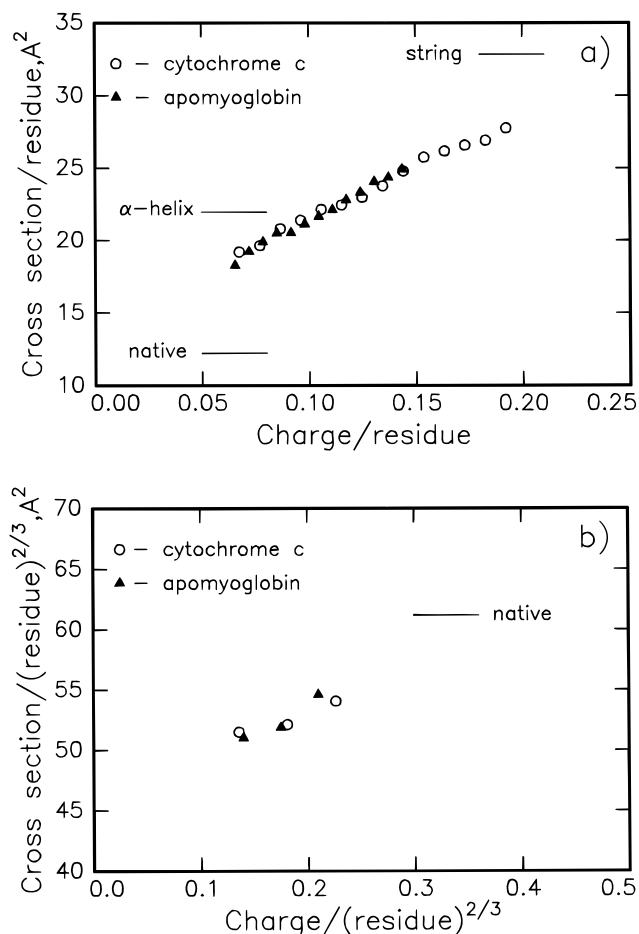 35
30
25
20
15
10
Cross section/residue,A^2
a)
○ – cytochrome c
▲ – apomyoglobin
string
α–helix
native
0.00 0.05 0.10 0.15 0.20 0.25
Charge/residue
70
65
60
55
50
45
40
Cross section/(residue)^2/3,A^2
b)
○ – cytochrome c
▲ – apomyoglobin
native
0.0 0.1 0.2 0.3 0.4 0.5
Charge/(residue)^2/3